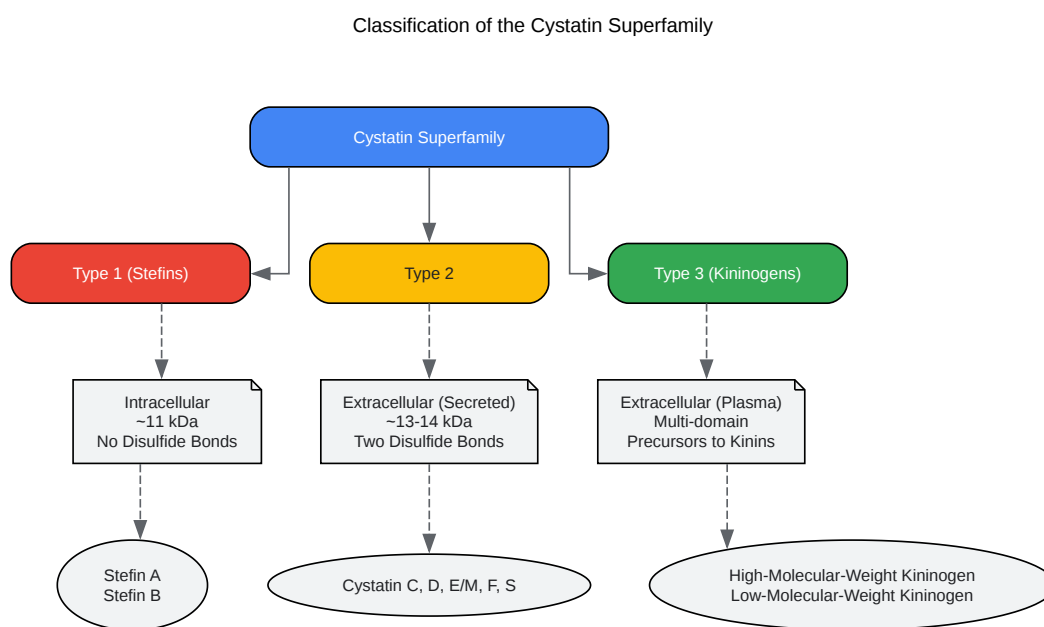 Classification of the Cystatin Superfamily
Cystatin Superfamily
Type 1 (Stefins)
Type 2
Type 3 (Kininogens)
Intracellular
~11 kDa
No Disulfide Bonds
Extracellular (Secreted)
~13-14 kDa
Two Disulfide Bonds
Extracellular (Plasma)
Multi-domain
Precursors to Kinins
Stefin A
Stefin B
Cystatin C, D, E/M, F, S
High-Molecular-Weight Kininogen
Low-Molecular-Weight Kininogen